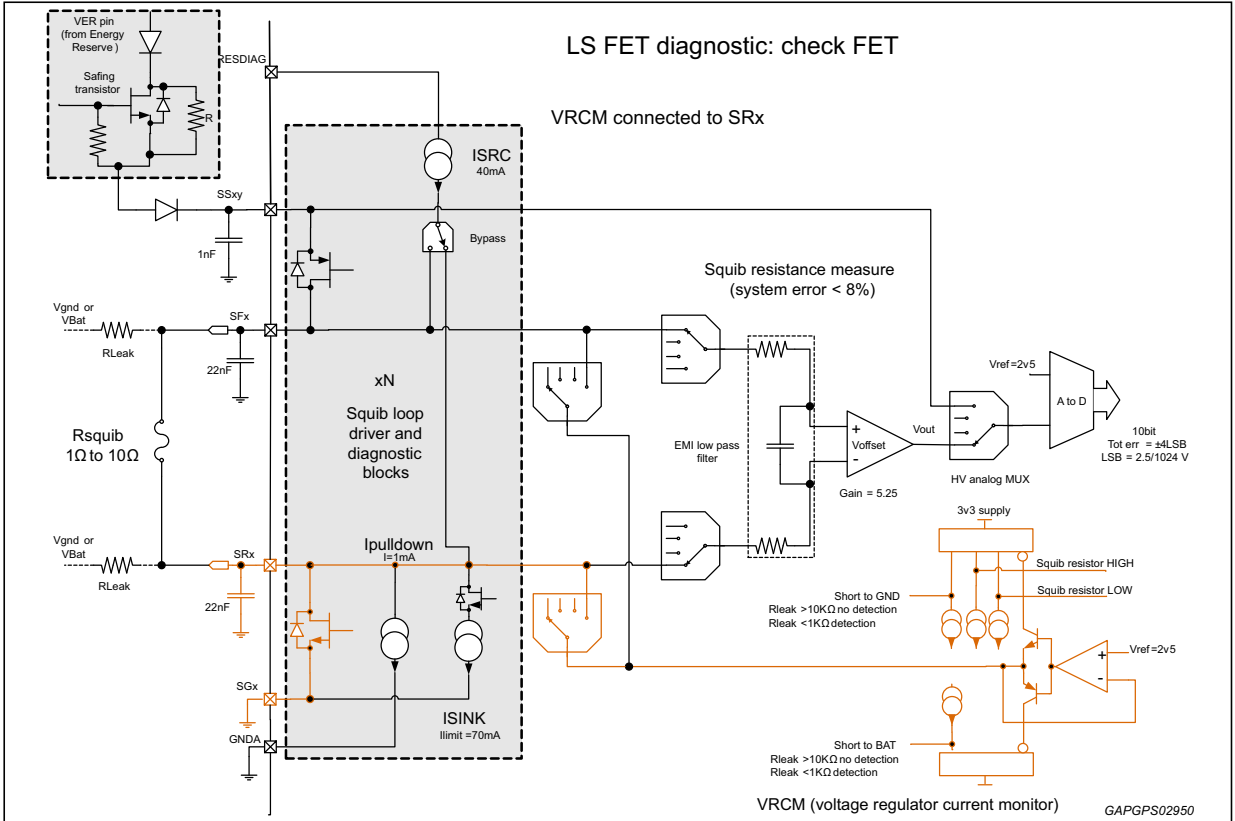 VER pin
(from Energy
Reserve )
Safing
transistor
R
RESDIAG
LS FET diagnostic: check FET
VRCM connected to SRx
ISRC
40mA
SSxy
1nF
Bypass
Squib resistance measure
(system error < 8%)
Vgnd or
VBat
RLeak
SFx
22nF
xN
Squib loop
driver and
diagnostic
blocks
Rsquib
1Ω to 10Ω
EMI low pass
filter
+
Voffset
-
Gain = 5.25
Vout
HV analog MUX
Vref=2v5
A to D
10bit
Tot err = ±4LSB
LSB = 2.5/1024 V
Vgnd or
VBat
RLeak
SRx
22nF
Ipulldown
I=1mA
3v3 supply
Squib resistor HIGH
Squib resistor LOW
Short to GND
Rleak >10KΩ no detection
Rleak <1KΩ detection
+
-
Vref=2v5
SGx
GNDA
ISINK
Ilimit =70mA
Short to BAT
Rleak >10KΩ no detection
Rleak <1KΩ detection
VRCM (voltage regulator current monitor)
GAPGPS02950